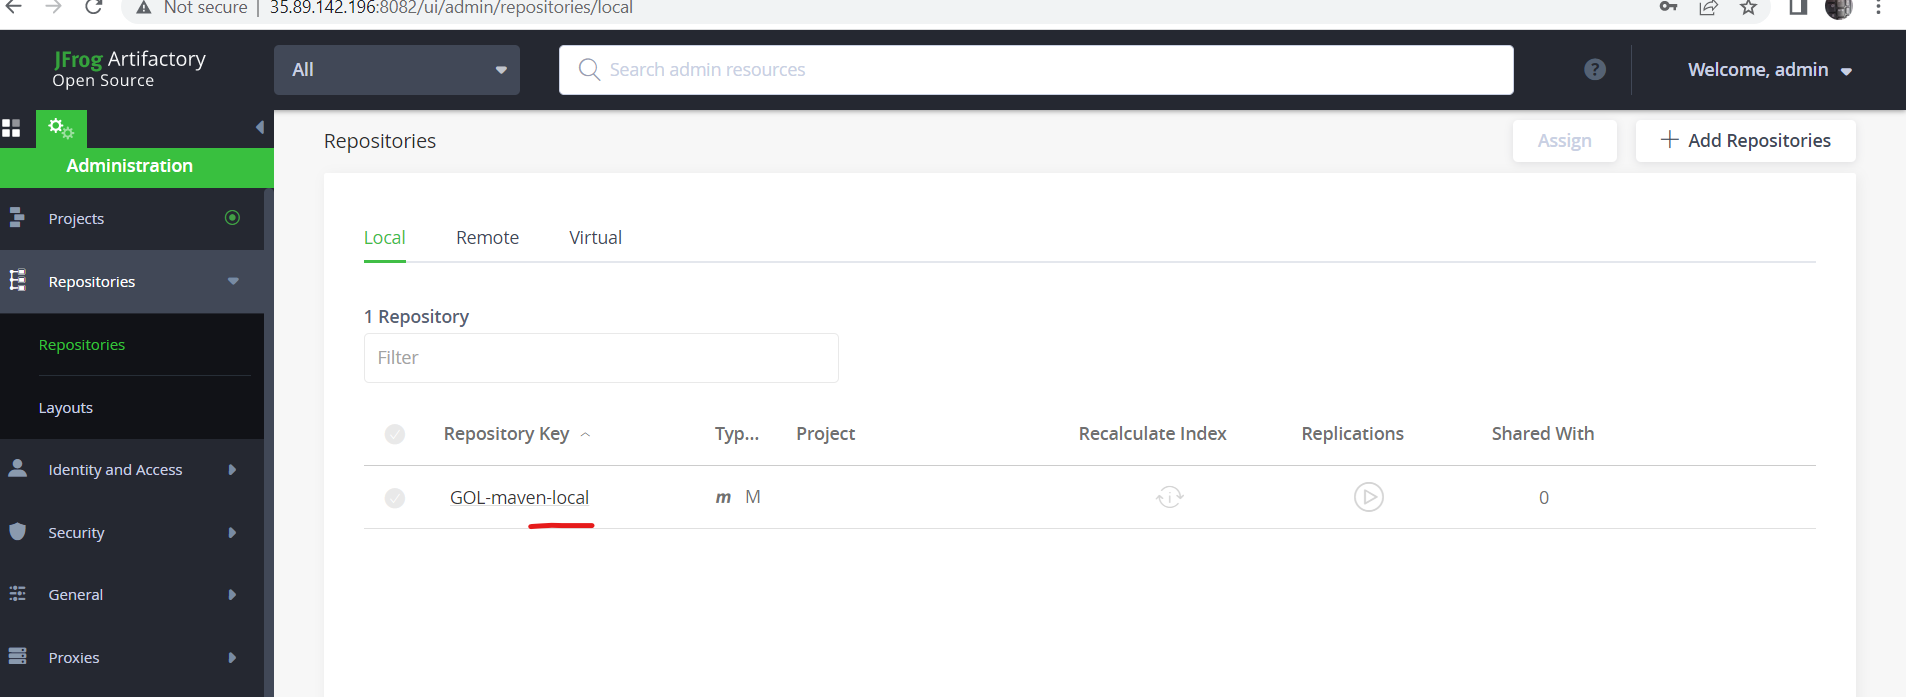 Not secure | 35.89.142.196:8082/ui/admin/repositories/local
JFrog Artifactory
Open Source
All
Search admin resources
?
Welcome, admin
Administration
Projects
Repositories
Repositories
Layouts
Identity and Access
Security
General
Proxies
Repositories
Assign
+ Add Repositories
Local Remote Virtual
1 Repository
Filter
Repository Key Typ... Project Recalculate Index Replications Shared With
GOL-maven-local m M 0